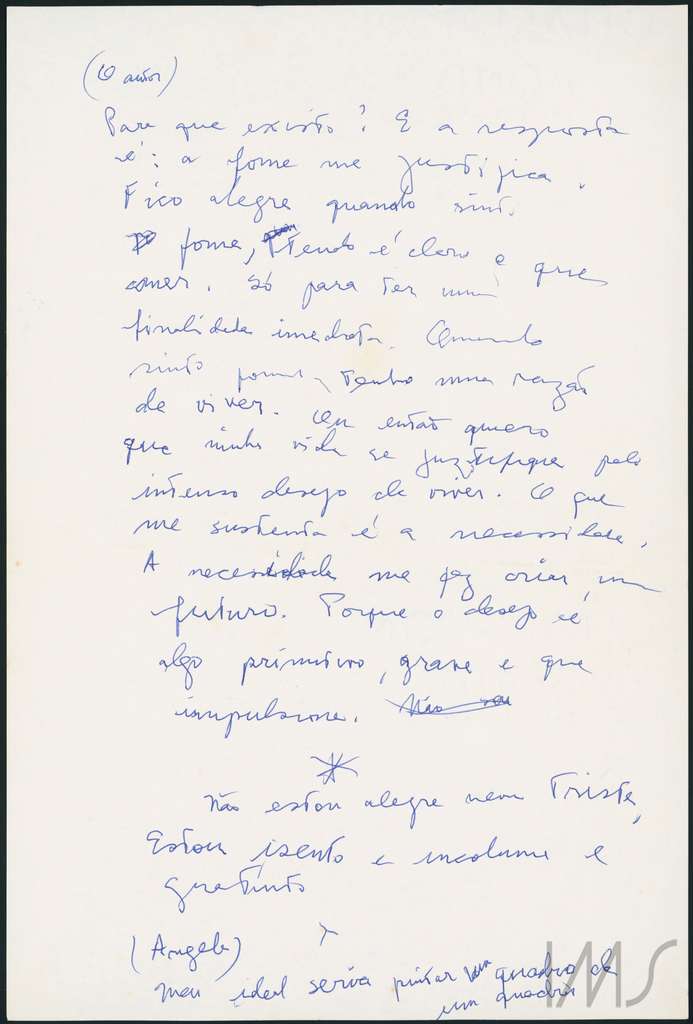 (O autor)
Para que existo? E a resposta
é: a fome me justifica.
Fico alegre quando sinto
fome, Tendo é claro o que
comer. Só para ter uma
finalidade imediata. Quando
sinto fome, tenho uma razão
de viver. Ou então quero
que minha vida se justifique pelo
intenso desejo de viver. O que
me sustenta é a necessidade.
A necessidade me faz criar um
futuro. Porque o desejo é
algo primitivo, grave e que
impulsiona. Não sou
*
Não estou alegre nem Triste,
Estou isento e incolume e
gratuito
(Angela)
meu ideal seria pintar um quadro de
um quadro
IMS